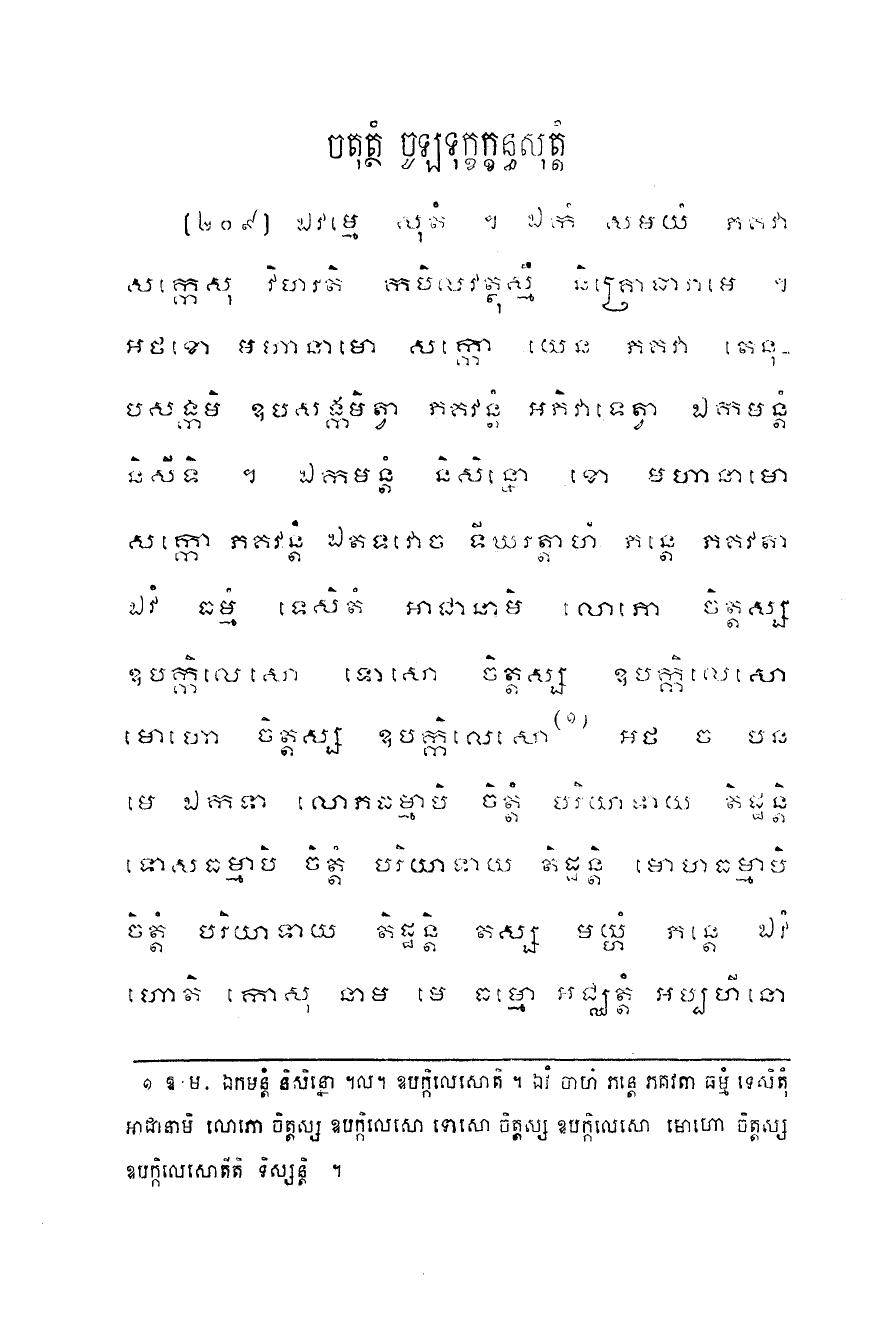 ចតុត្ថំ ចូឡទុក្ខក្ខន្ធសុត្តំ
[២០៩] ឯវម្មេ សុតំ ។ ឯកំ សមយំ ភគវា
សក្កេសុ វិហរតិ កបិលវត្ថុស្មឹ និគ្រោធារាមេ ។
អថខោ មហានាមោ សក្កោ យេន ភគវា តេនុ-
បសង្កមិ ឧបសង្កមិត្វា ភគវន្តំ អភិវាទេត្វា ឯកមន្តំ
និសីទិ ។ ឯកមន្តំ និសិន្នោ ខោ មហានាមោ
សក្កោ ភគវន្តំ ឯតទវោច ទីឃរត្តាហំ ភន្តេ ភគវតា
ឯវំ ធម្មំ ទេសិតំ អាជានាមិ លោភោ ចិត្តស្ស
ឧបក្កិលេសោ ទោសោ ចិត្តស្ស ឧបក្កិលេសោ
មោហោ ចិត្តស្ស ឧបក្កិលេសោ(១) អថ ច បន
មេ ឯកទា លោភធម្មាបិ ចិត្តំ បរិយាទាយ តិដ្ឋន្តិ
ទោសធម្មាបិ ចិត្តំ បរិយាទាយ តិដ្ឋន្តិ មោហធម្មាបិ
ចិត្តំ បរិយាទាយ តិដ្ឋន្តិ តស្ស មយ្ហំ ភន្តេ ឯវំ
ហោតិ កោសុ នាម មេ ធម្មោ អជ្ឈត្តំ អប្បហីនោ
១ ឱ. ម. ឯកមន្តំ និសិន្នោ ។ល។ ឧបក្កិលេសោតិ ។ ឯវំ ចាហំ ភន្តេ ភគវតា ធម្មំ ទេសិតុំ
អាជានាមិ លោភោ ចិត្តស្ស ឧបក្កិលេសោ ទោសោ ចិត្តស្ស ឧបក្កិលេសោ មោហោ ចិត្តស្ស
ឧបក្កិលេសោតីតិ ទិស្សន្តិ ។